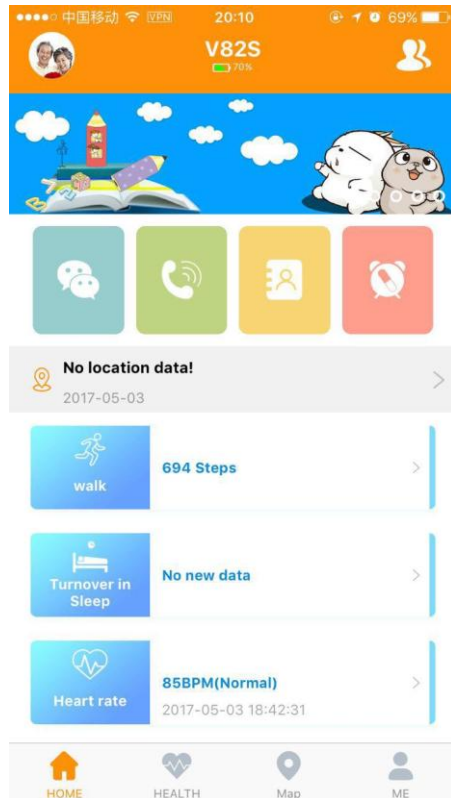 中国移动 VPN 20:10 69%
V82S
70%
No location data!
2017-05-03
walk
694 Steps
Turnover in
Sleep
No new data
Heart rate
85BPM(Normal)
2017-05-03 18:42:31
HOME HEALTH Map ME